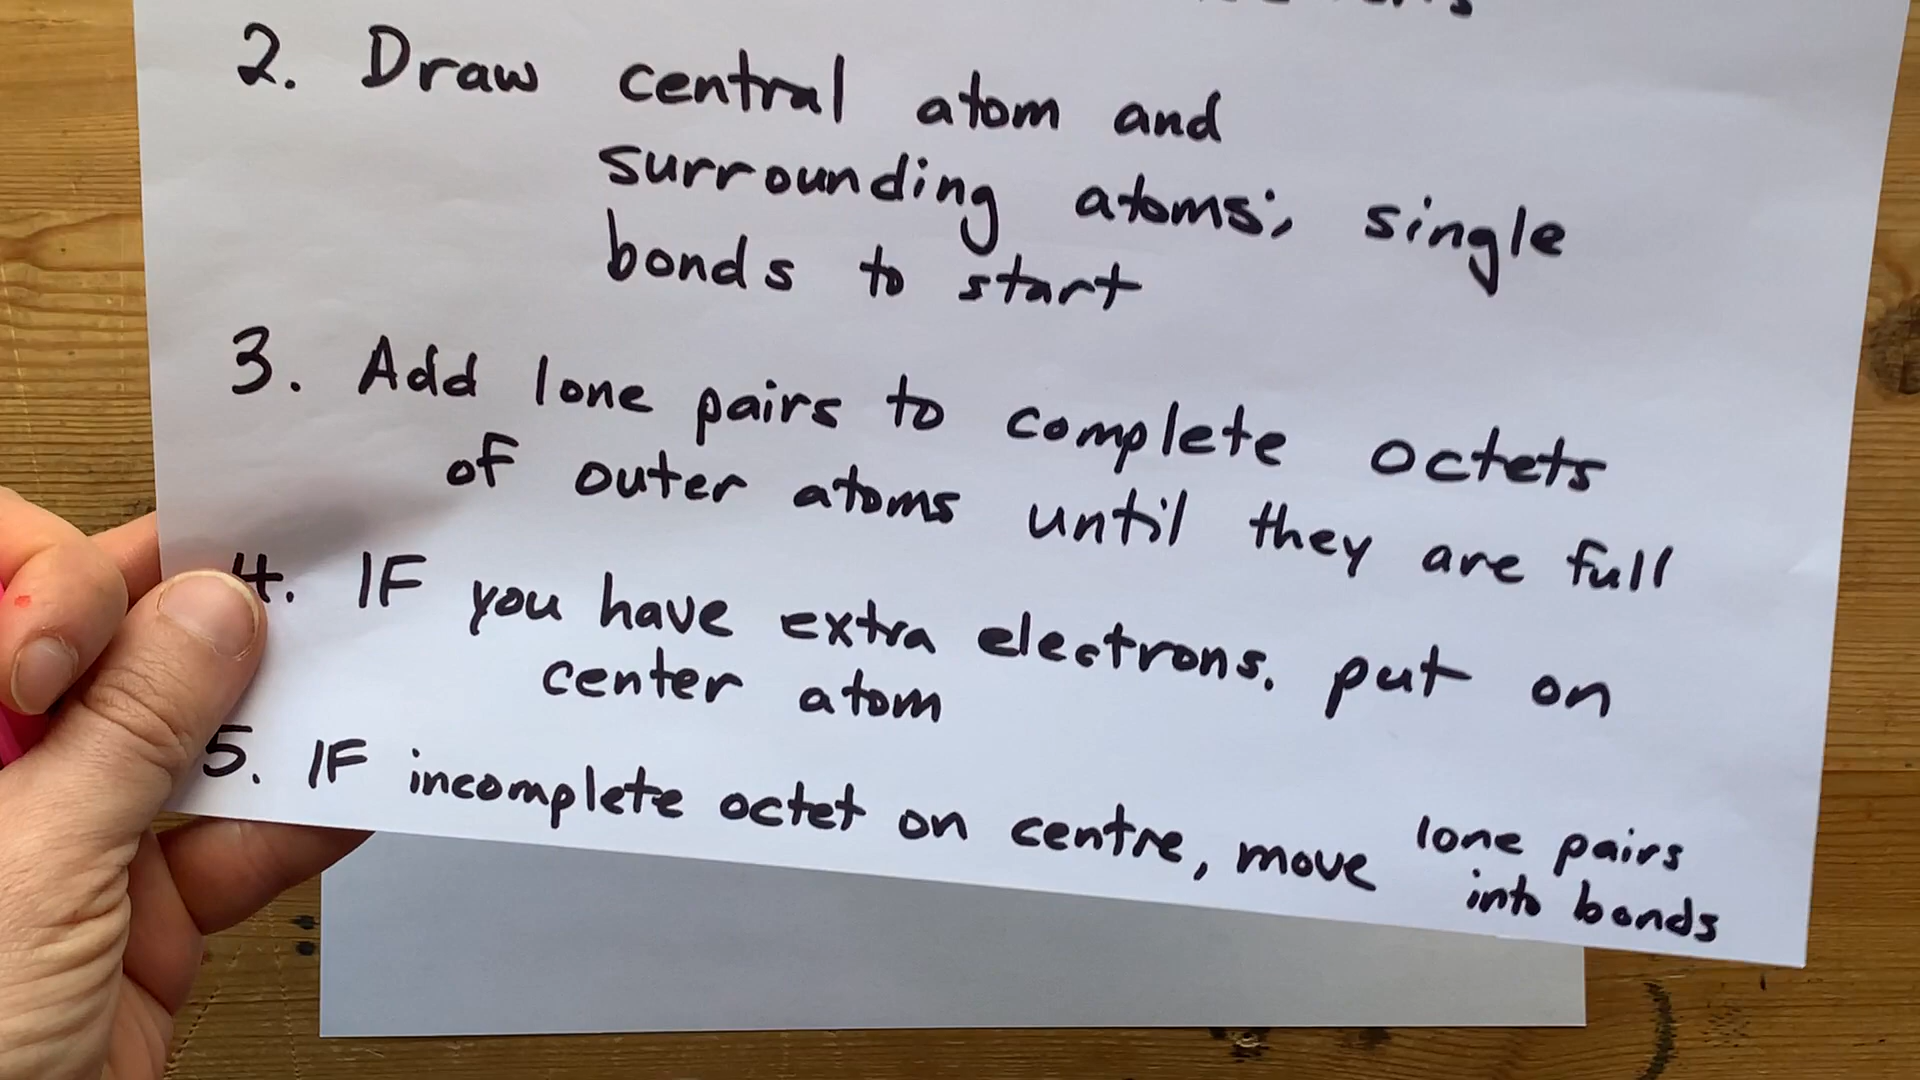 2. Draw central atom and
surrounding atoms; single
bonds to start
3. Add lone pairs to complete octets
of outer atoms until they are full
4. IF you have extra electrons. put on
center atom
5. IF incomplete octet on centre, move lone pairs
into bonds